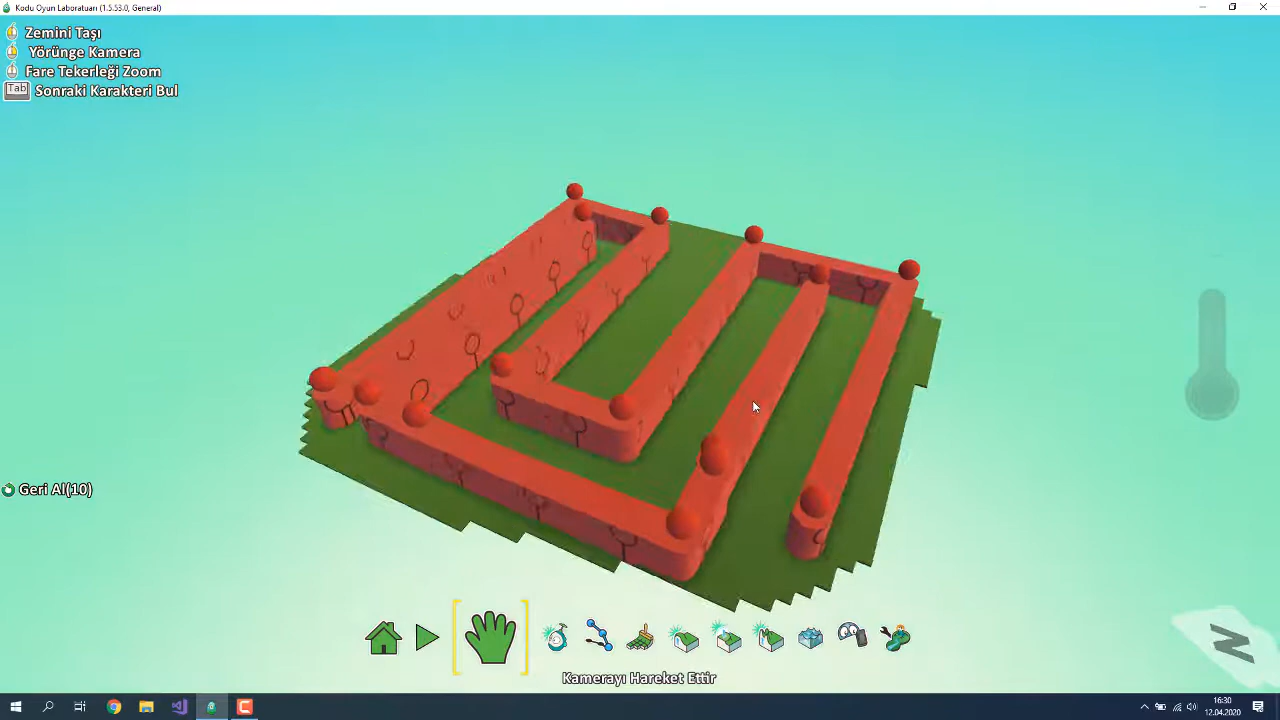 Kodu Oyun Laboratuarı (1.5.53.0, General)
Zemini Taşı
Yörünge Kamera
Fare Tekerleği Zoom
Tab Sonraki Karakteri Bul
Geri Al(10)
Kamerayı Hareket Ettir
16:30
12.04.2020